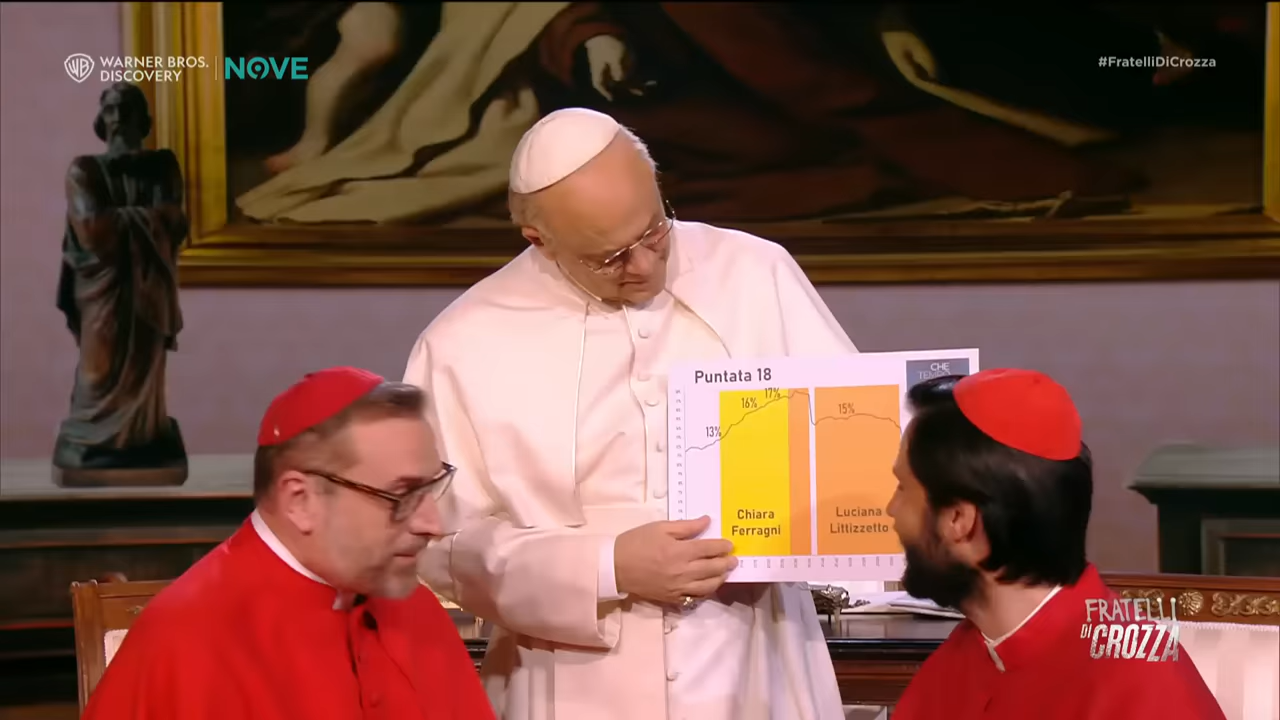 WARNER BROS.
DISCOVERY
NOVE
#FratelliDiCrozza
Puntata 18
CHE
13%
16%
17%
15%
Chiara
Ferragni
Luciana
Littizzetto
FRATELLI
DI CROZZA